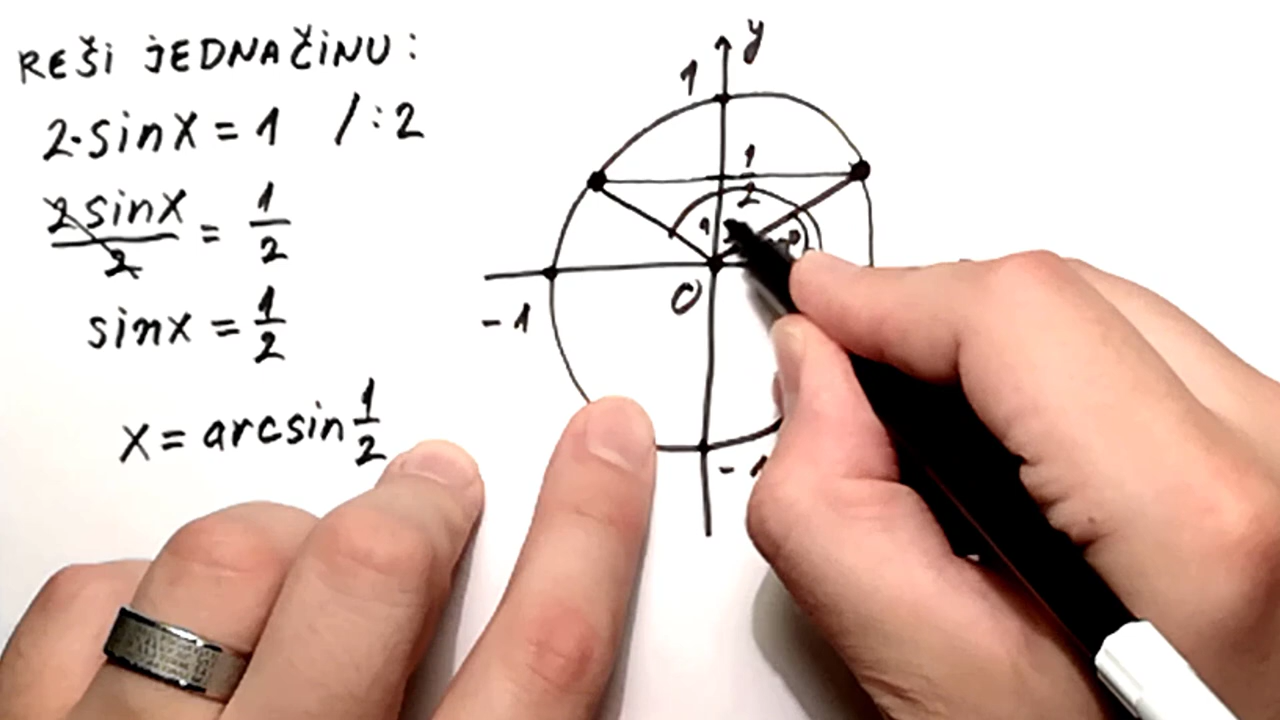 REŠI JEDNAČINU:
2·sinX = 1 /:2
2sinX/2 = 1/2
sinx = 1/2
x = arcsin 1/2
y
1
1/2
-1
0
-1